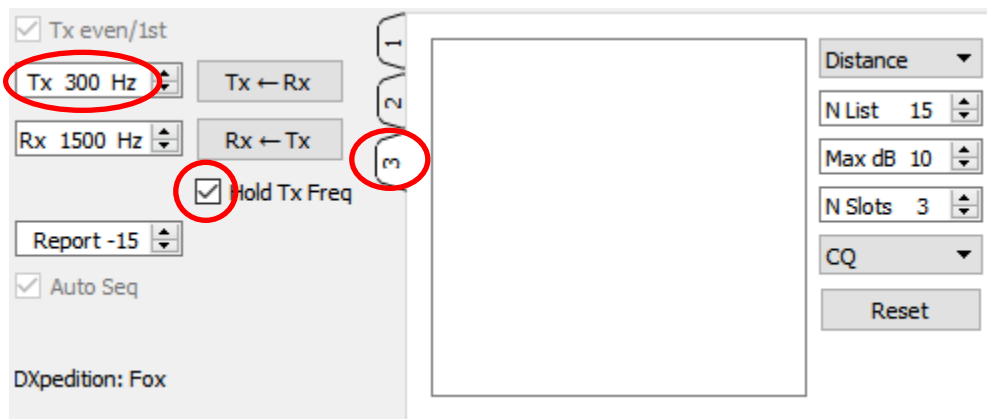 Tx even/1st
Tx 300 Hz
Tx ← Rx
Rx 1500 Hz
Rx ← Tx
Hold Tx Freq
Report -15
Auto Seq
DXpedition: Fox
1
2
3
Distance
N List 15
Max dB 10
N Slots 3
CQ
Reset